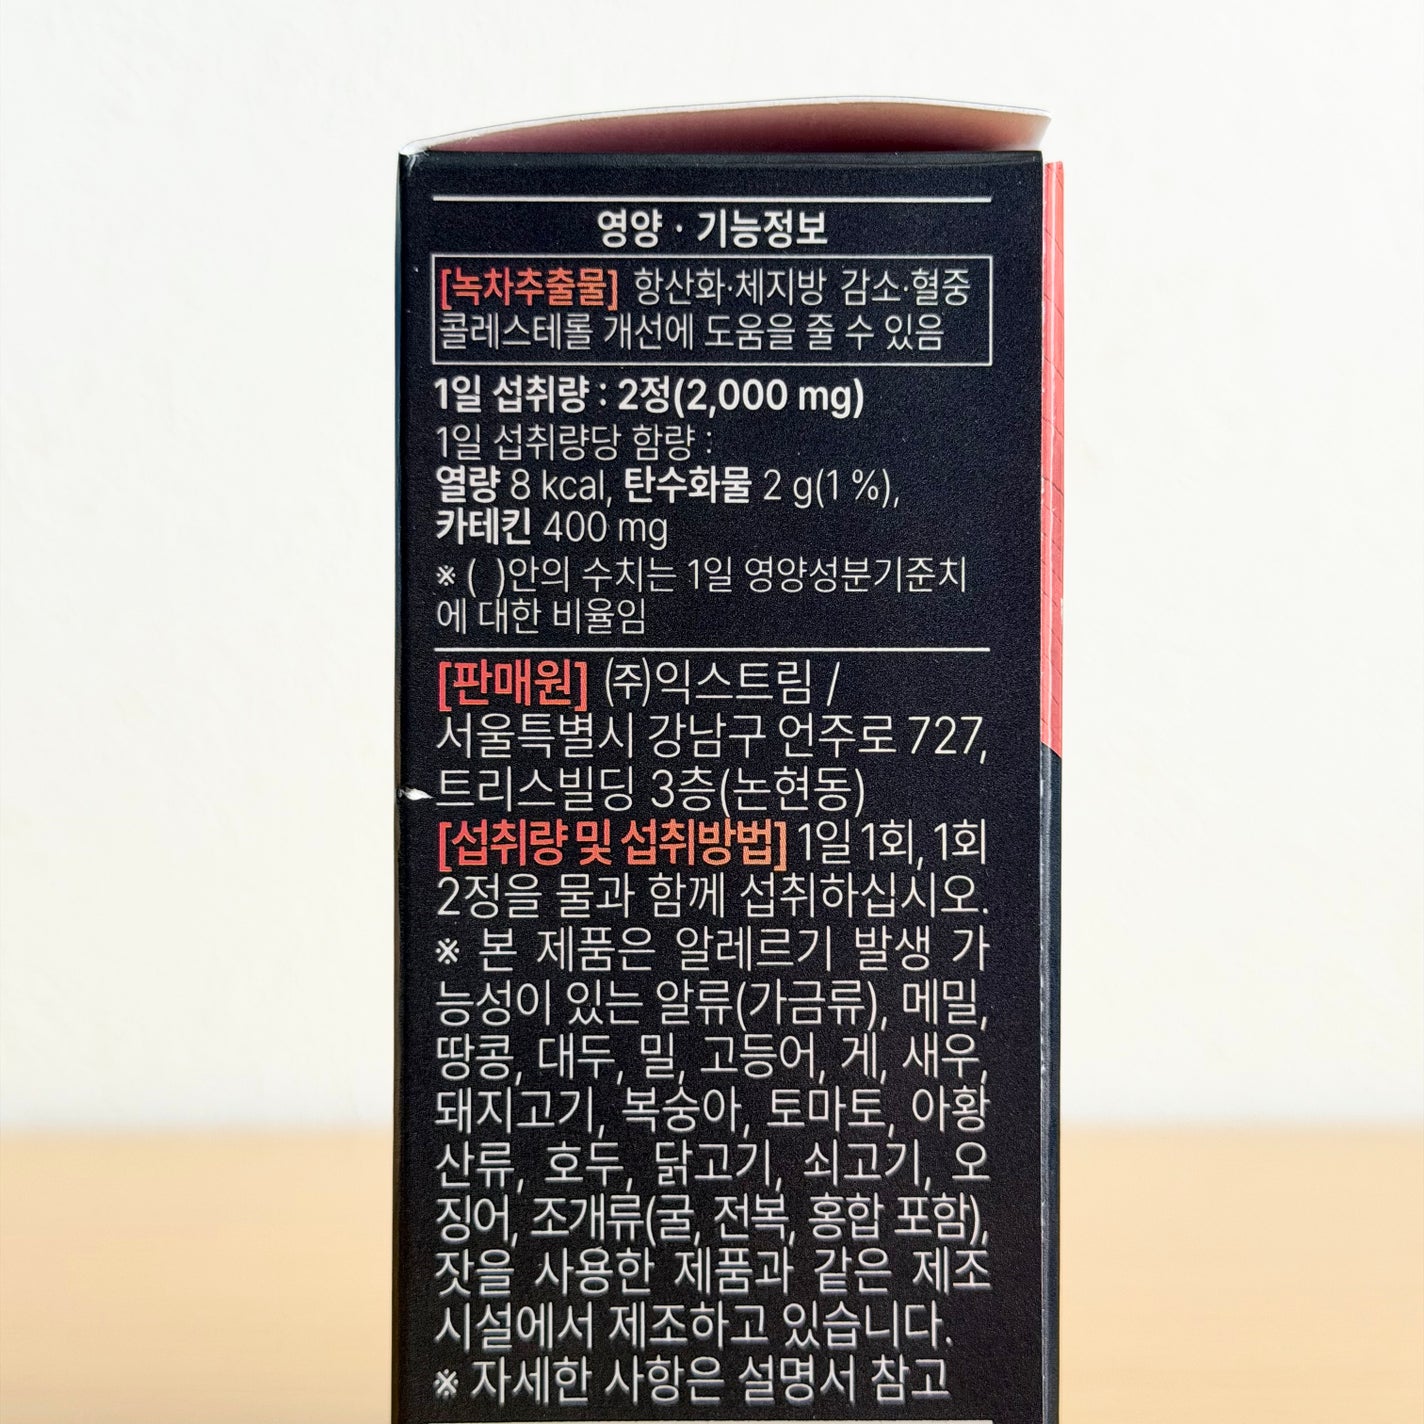 영양 · 기능정보
[녹차추출물] 항산화·체지방 감소·혈중
콜레스테롤 개선에 도움을 줄 수 있음
1일 섭취량 : 2정(2,000 mg)
1일 섭취량당 함량 :
열량 8 kcal, 탄수화물 2 g(1 %),
카테킨 400 mg
※ (  )안의 수치는 1일 영양성분기준치
에 대한 비율임
[판매원] (주)익스트림 /
서울특별시 강남구 언주로 727,
트리스빌딩 3층(논현동)
[섭취량 및 섭취방법] 1일 1회, 1회
2정을 물과 함께 섭취하십시오.
※ 본 제품은 알레르기 발생 가
능성이 있는 알류(가금류), 메밀,
땅콩, 대두, 밀, 고등어, 게, 새우,
돼지고기, 복숭아, 토마토, 아황
산류, 호두, 닭고기, 쇠고기, 오
징어, 조개류(굴, 전복, 홍합 포함),
잣을 사용한 제품과 같은 제조
시설에서 제조하고 있습니다.
※ 자세한 사항은 설명서 참고